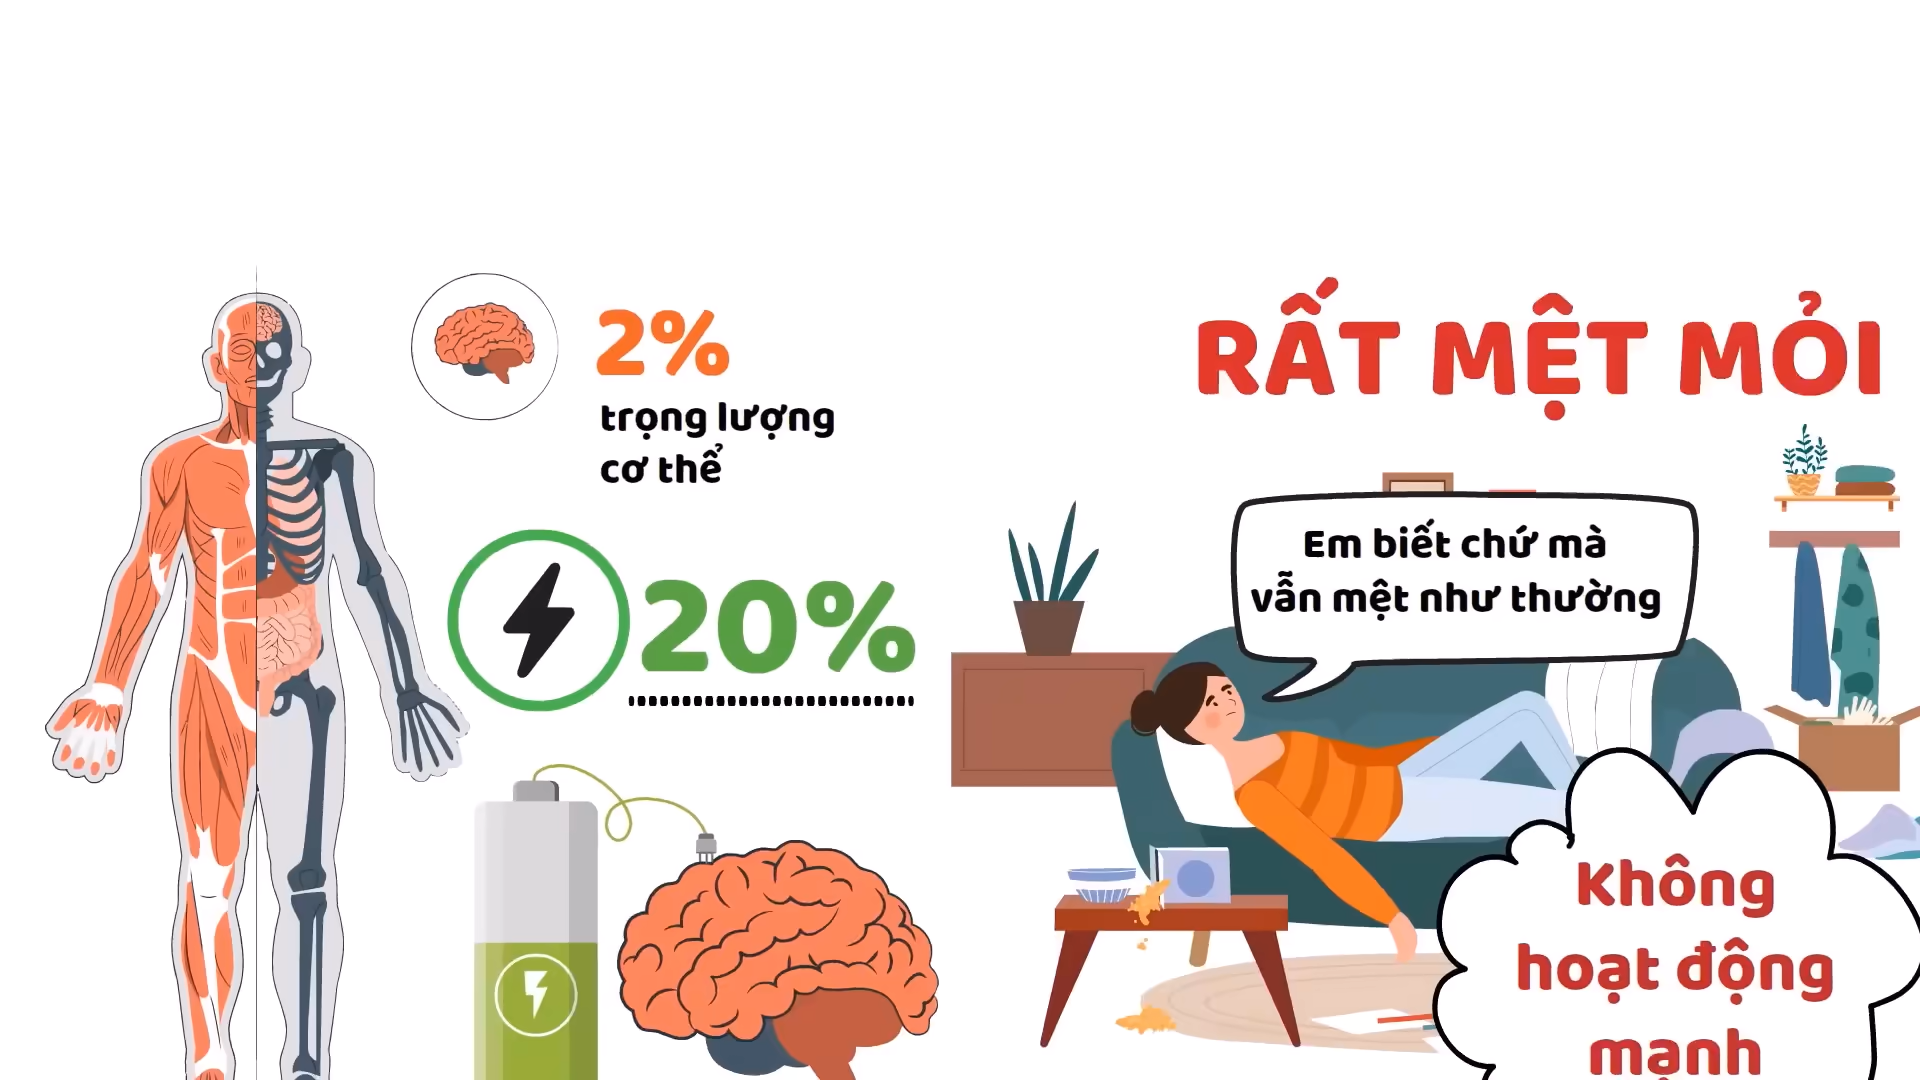 2%
trọng lượng
cơ thể
20%
RẤT MỆT MỎI
Em biết chứ mà
vẫn mệt như thường
Không
hoạt động
mạnh